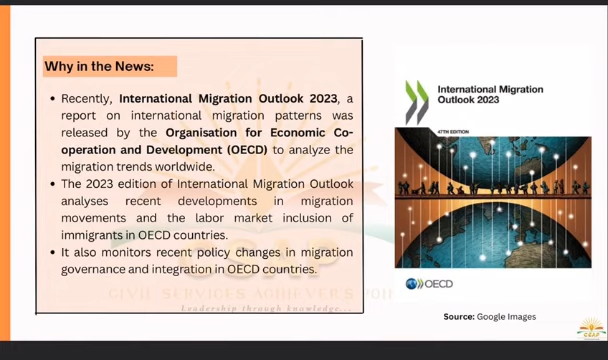 Why in the News:
• Recently, International Migration Outlook 2023, a
report on international migration patterns was
released by the Organisation for Economic Co-
operation and Development (OECD) to analyze the
migration trends worldwide.
• The 2023 edition of International Migration Outlook
analyses recent developments in migration
movements and the labor market inclusion of
immigrants in OECD countries.
• It also monitors recent policy changes in migration
governance and integration in OECD countries.
CSAP
CIVIL SERVICES ACHIEVER'S POI
Leadership through knowledge...
International Migration
Outlook 2023
47TH EDITION
OECD
Source: Google Images
CSAP